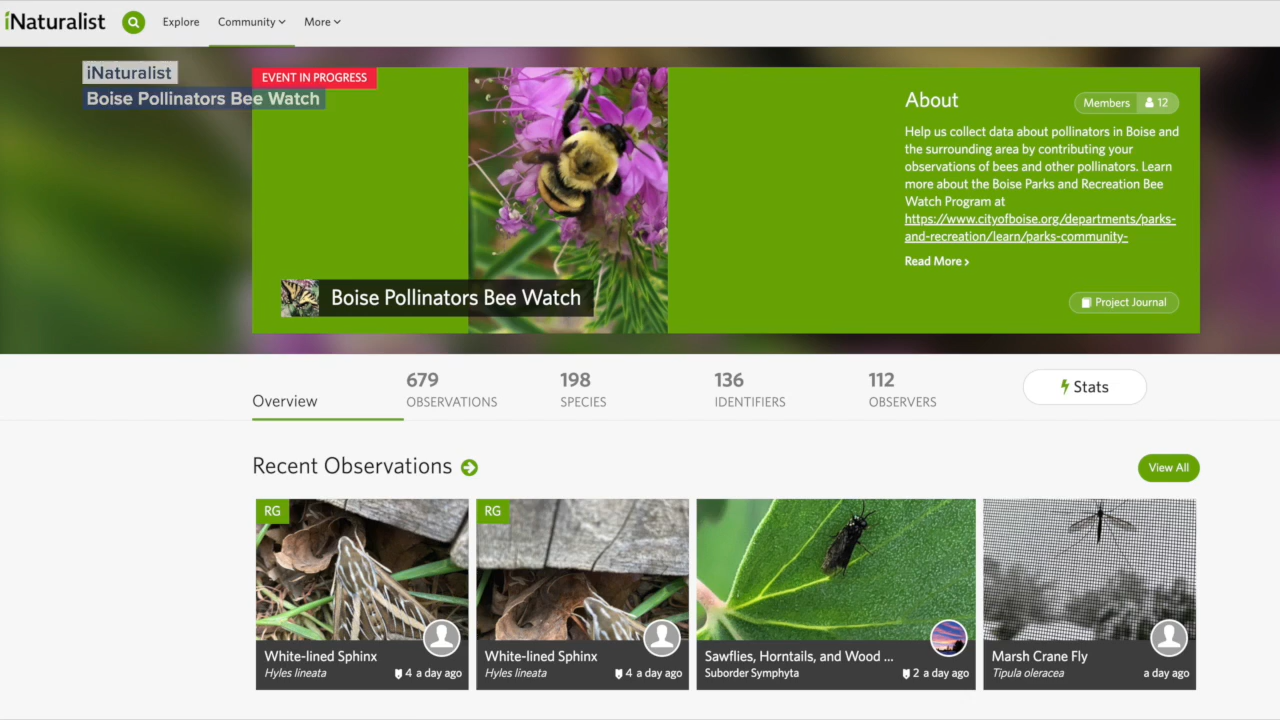 iNaturalist
Explore
Community
More
iNaturalist
Boise Pollinators Bee Watch
EVENT IN PROGRESS
About
Members 12
Help us collect data about pollinators in Boise and
the surrounding area by contributing your
observations of bees and other pollinators. Learn
more about the Boise Parks and Recreation Bee
Watch Program at
https://www.cityofboise.org/departments/parks-
and-recreation/learn/parks-community-
Read More >
Boise Pollinators Bee Watch
Project Journal
Overview
679
OBSERVATIONS
198
SPECIES
136
IDENTIFIERS
112
OBSERVERS
Stats
Recent Observations
View All
RG
White-lined Sphinx
Hyles lineata
4 a day ago
RG
White-lined Sphinx
Hyles lineata
4 a day ago
Sawflies, Horntails, and Wood ...
Suborder Symphyta
2 a day ago
Marsh Crane Fly
Tipula oleracea
a day ago